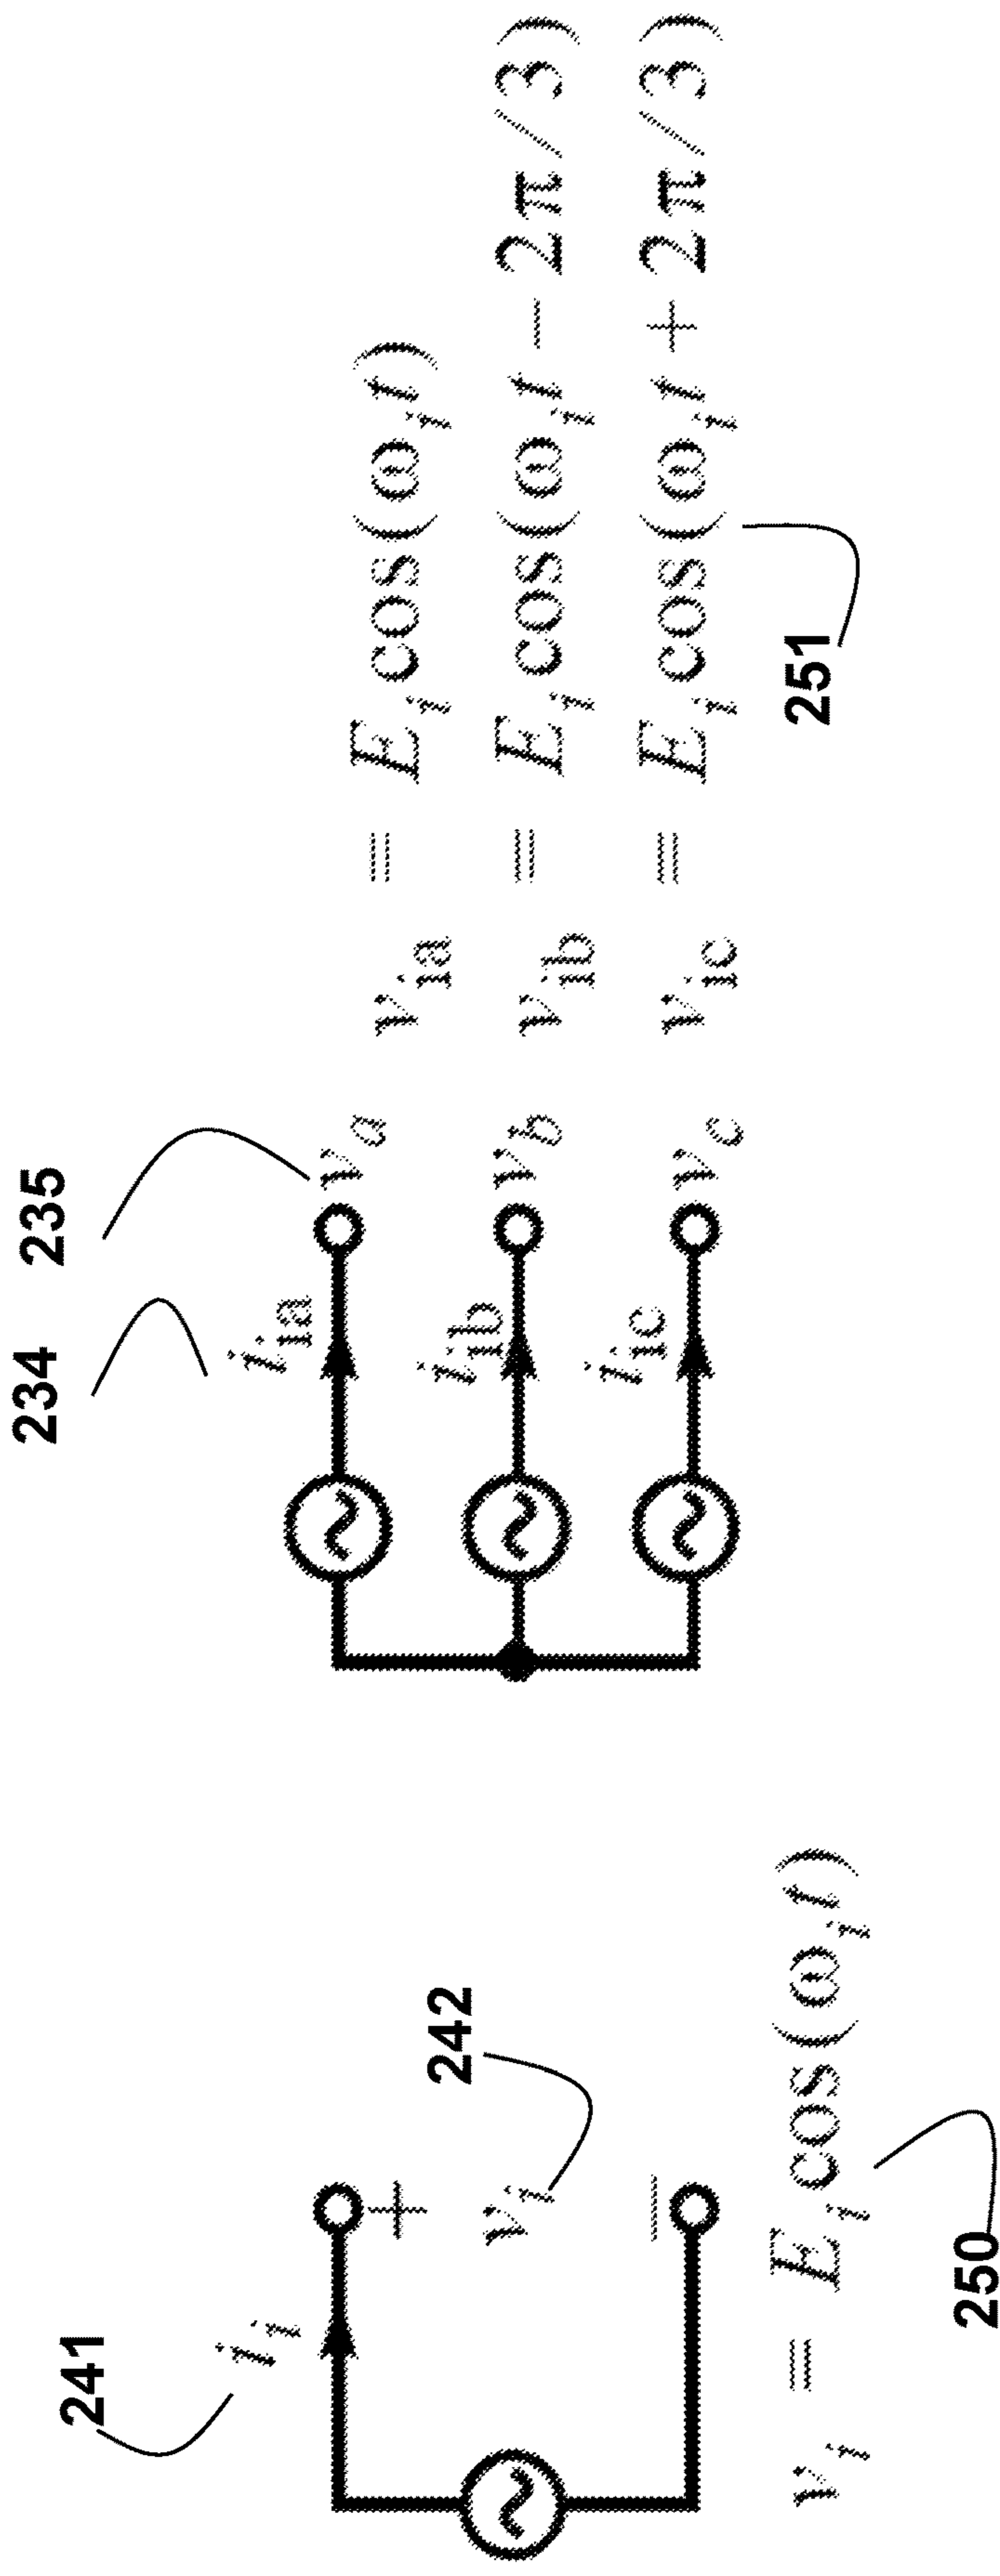 241
i_i
+
v_i
242
−
v_i = E_i cos(ω_i t)
250
234
235
i_ia
v_a
i_ib
v_b
i_ic
v_c
v_ia = E_i cos(ω_i t)
v_ib = E_i cos(ω_i t − 2π/3)
v_ic = E_i cos(ω_i t + 2π/3)
251